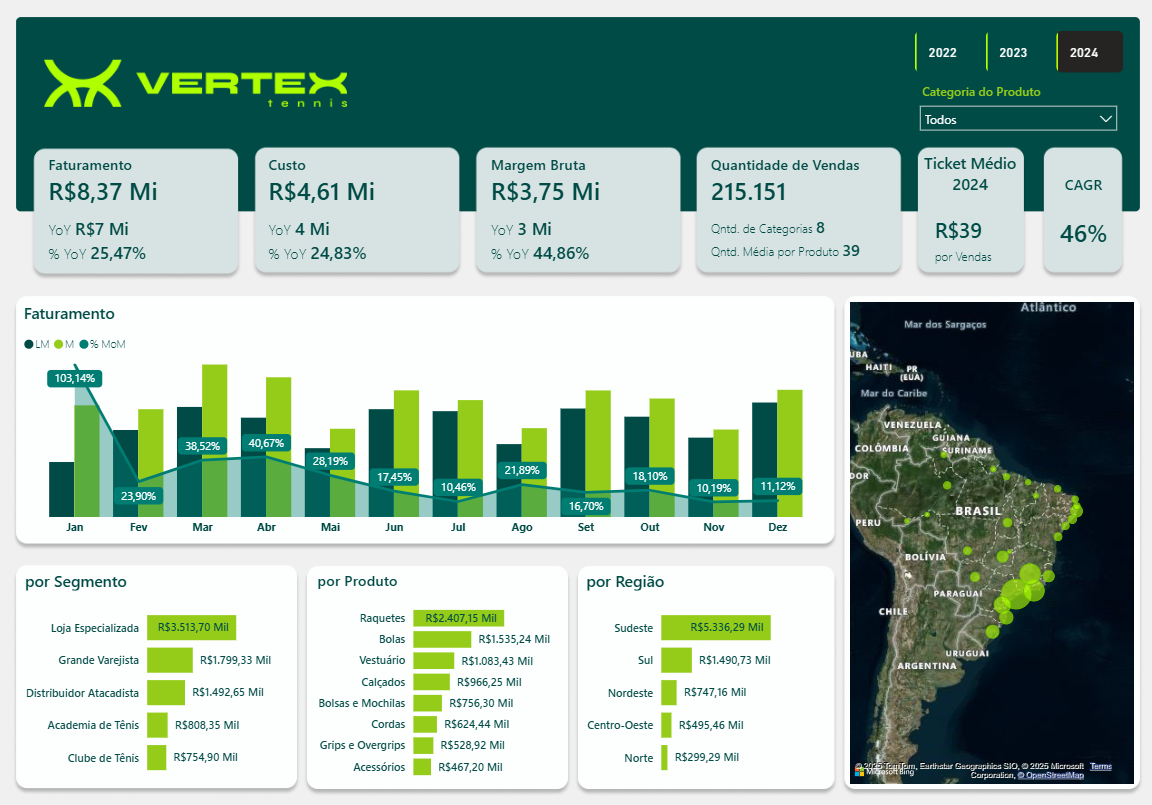 VERTEX
tennis
2022
2023
2024
Categoria do Produto
Todos
Faturamento
R$8,37 Mi
YoY R$7 Mi
% YoY 25,47%
Custo
R$4,61 Mi
YoY 4 Mi
% YoY 24,83%
Margem Bruta
R$3,75 Mi
YoY 3 Mi
% YoY 44,86%
Quantidade de Vendas
215.151
Qntd. de Categorias 8
Qntd. Média por Produto 39
Ticket Médio
2024
R$39
por Vendas
CAGR
46%
Faturamento
LM M % MoM
103,14%
23,90%
38,52%
40,67%
28,19%
17,45%
10,46%
21,89%
16,70%
18,10%
10,19%
11,12%
Jan Fev Mar Abr Mai Jun Jul Ago Set Out Nov Dez
por Segmento
Loja Especializada R$3.513,70 Mil
Grande Varejista R$1.799,33 Mil
Distribuidor Atacadista R$1.492,65 Mil
Academia de Tênis R$808,35 Mil
Clube de Tênis R$754,90 Mil
por Produto
Raquetes R$2.407,15 Mil
Bolas R$1.535,24 Mil
Vestuário R$1.083,43 Mil
Calçados R$966,25 Mil
Bolsas e Mochilas R$756,30 Mil
Cordas R$624,44 Mil
Grips e Overgrips R$528,92 Mil
Acessórios R$467,20 Mil
por Região
Sudeste R$5.336,29 Mil
Sul R$1.490,73 Mil
Nordeste R$747,16 Mil
Centro-Oeste R$495,46 Mil
Norte R$299,29 Mil
Atlântico
Mar dos Sargaços
UBA
HAITI
PR
(EUA)
Mar do Caribe
VENEZUELA
GUIANA
COLÔMBIA
SURINAME
DOR
BRASIL
PERU
BOLÍVIA
PARAGUAI
CHILE
URUGUAI
ARGENTINA
© 2025 TomTom, Earthstar Geographics SIO, © 2025 Microsoft Corporation, © OpenStreetMap Terms
Microsoft Bing